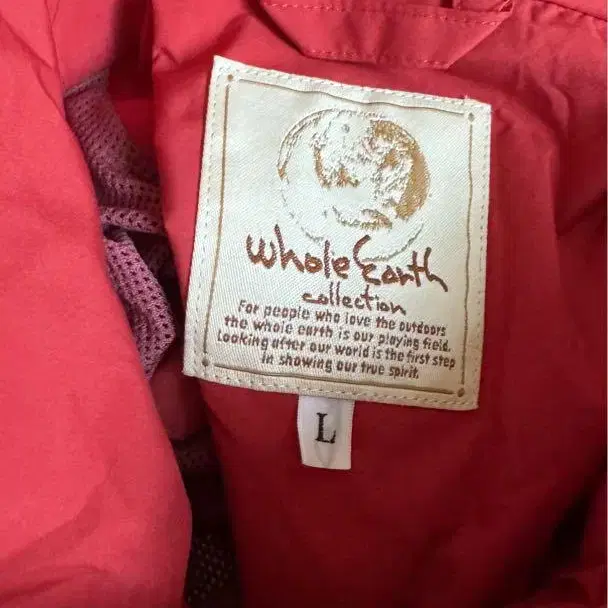 whole Earth
collection
For people who love the outdoors
the whole earth is our playing field.
Looking after our world is the first step
in showing our true spirit.
L